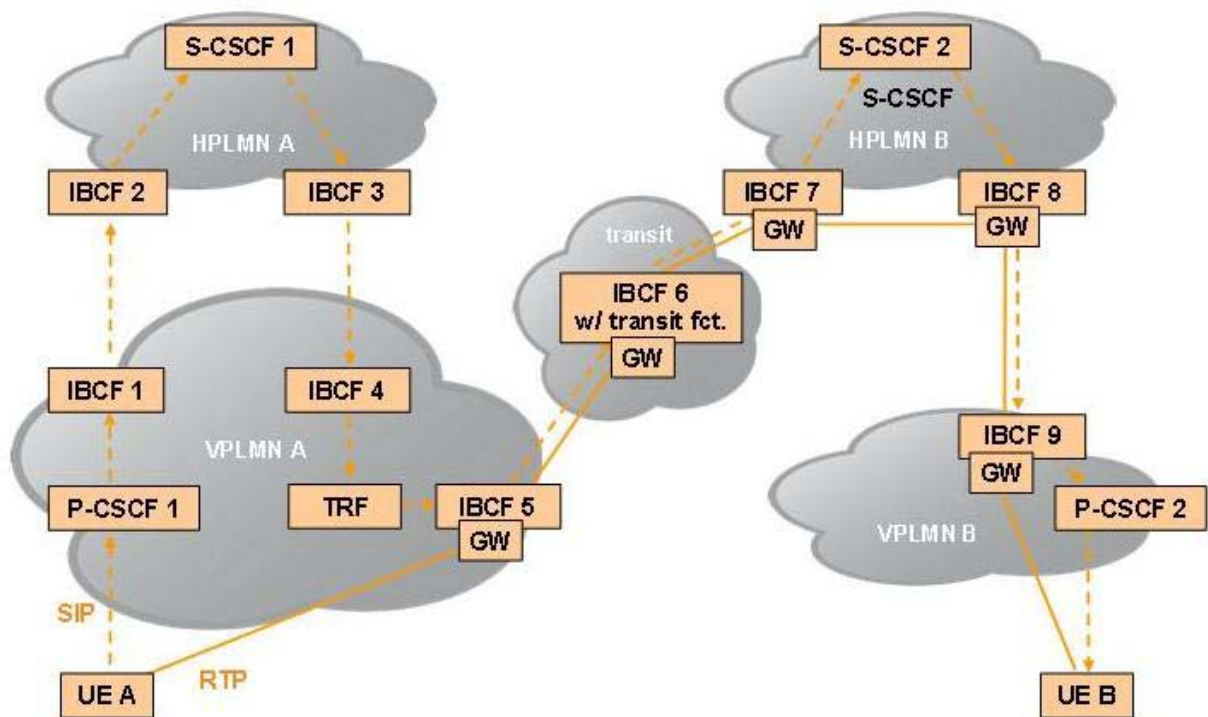 S-CSCF 1
S-CSCF 2
S-CSCF
HPLMN A
HPLMN B
IBCF 2
IBCF 3
IBCF 7
GW
IBCF 8
GW
transit
IBCF 6
w/ transit fct.
GW
IBCF 1
IBCF 4
VPLMN A
IBCF 9
GW
P-CSCF 1
TRF
IBCF 5
GW
P-CSCF 2
VPLMN B
SIP
RTP
UE A
UE B